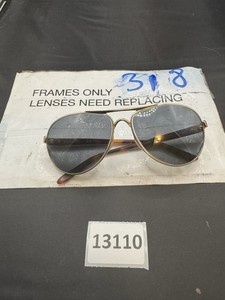 318
FRAMES ONLY
LENSES NEED REPLACING
13110